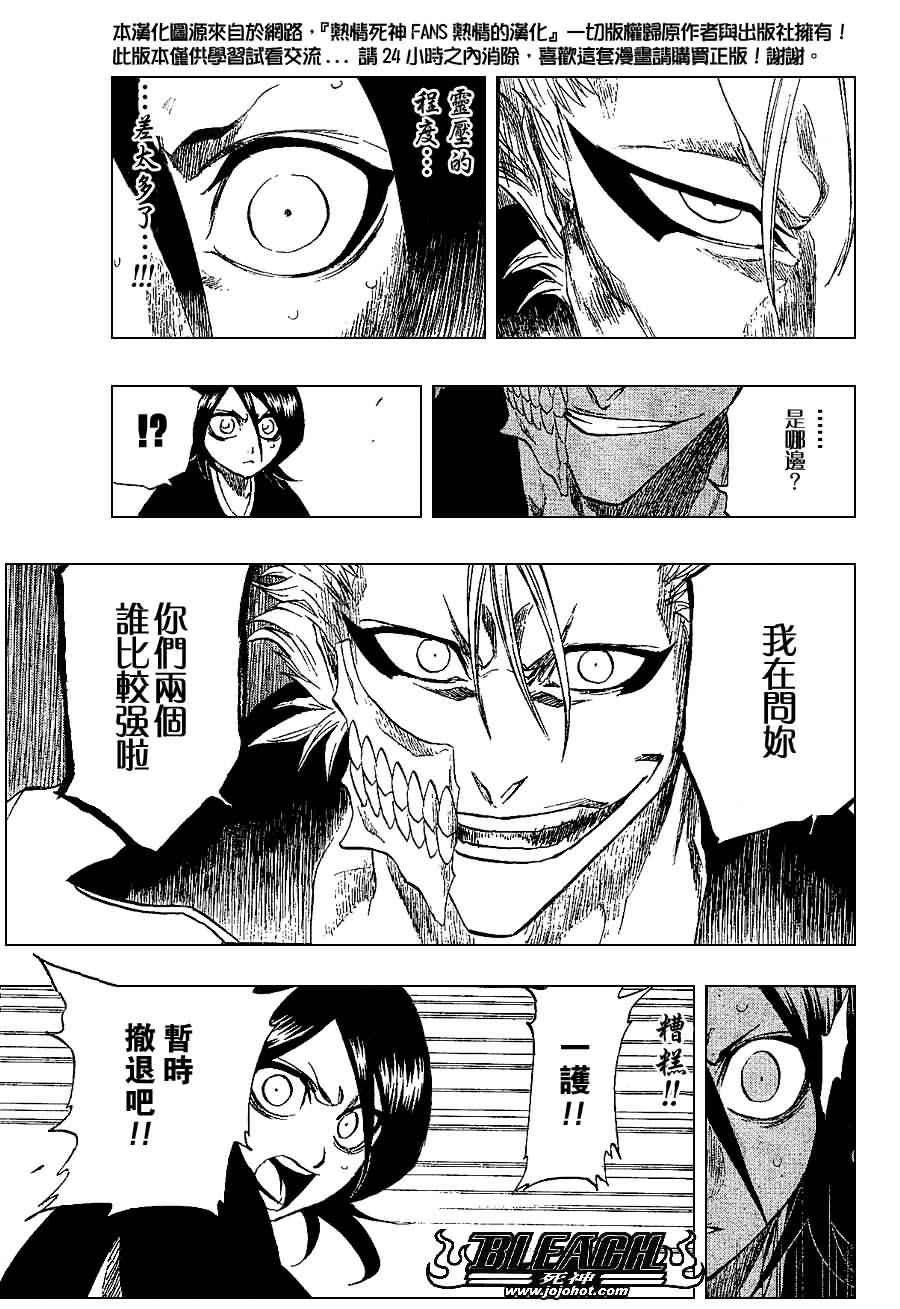 本漢化圖源來自於網路，『熱情死神 FANS 熱情的漢化』一切版權歸原作者與出版社擁有！
此版本僅供學習試看交流... 請 24 小時之內消除，喜歡這套漫畫請購買正版！謝謝。
靈壓的
程度…
…差太多了…!!!
……
是哪邊？
!?
我在問妳
你們兩個
誰比較强啦
糟糕!!
一護!!
暫時
撤退吧!!
BLEACH
死神
www.jojohot.com